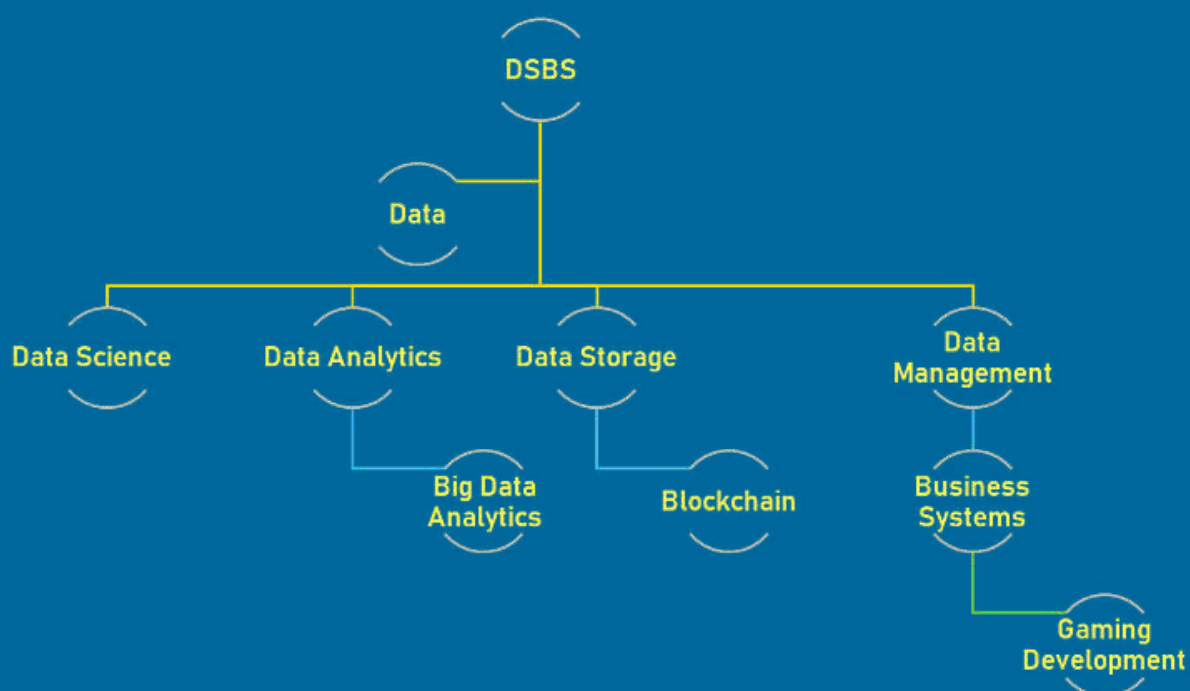 DSBS
Data
Data Science
Data Analytics
Data Storage
Data
Management
Big Data
Analytics
Blockchain
Business
Systems
Gaming
Development